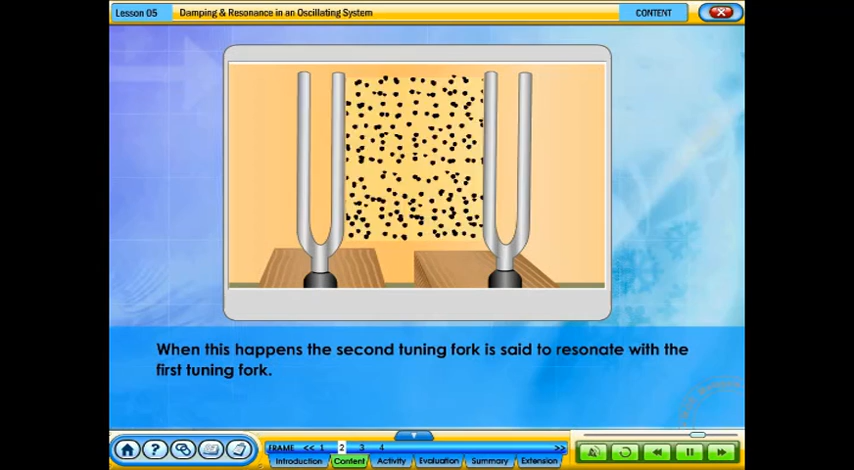 Lesson 05
Damping & Resonance in an Oscillating System
CONTENT
When this happens the second tuning fork is said to resonate with the
first tuning fork.
FRAME << 1 2 3 4 >>
Introduction Content Activity Evaluation Summary Extension